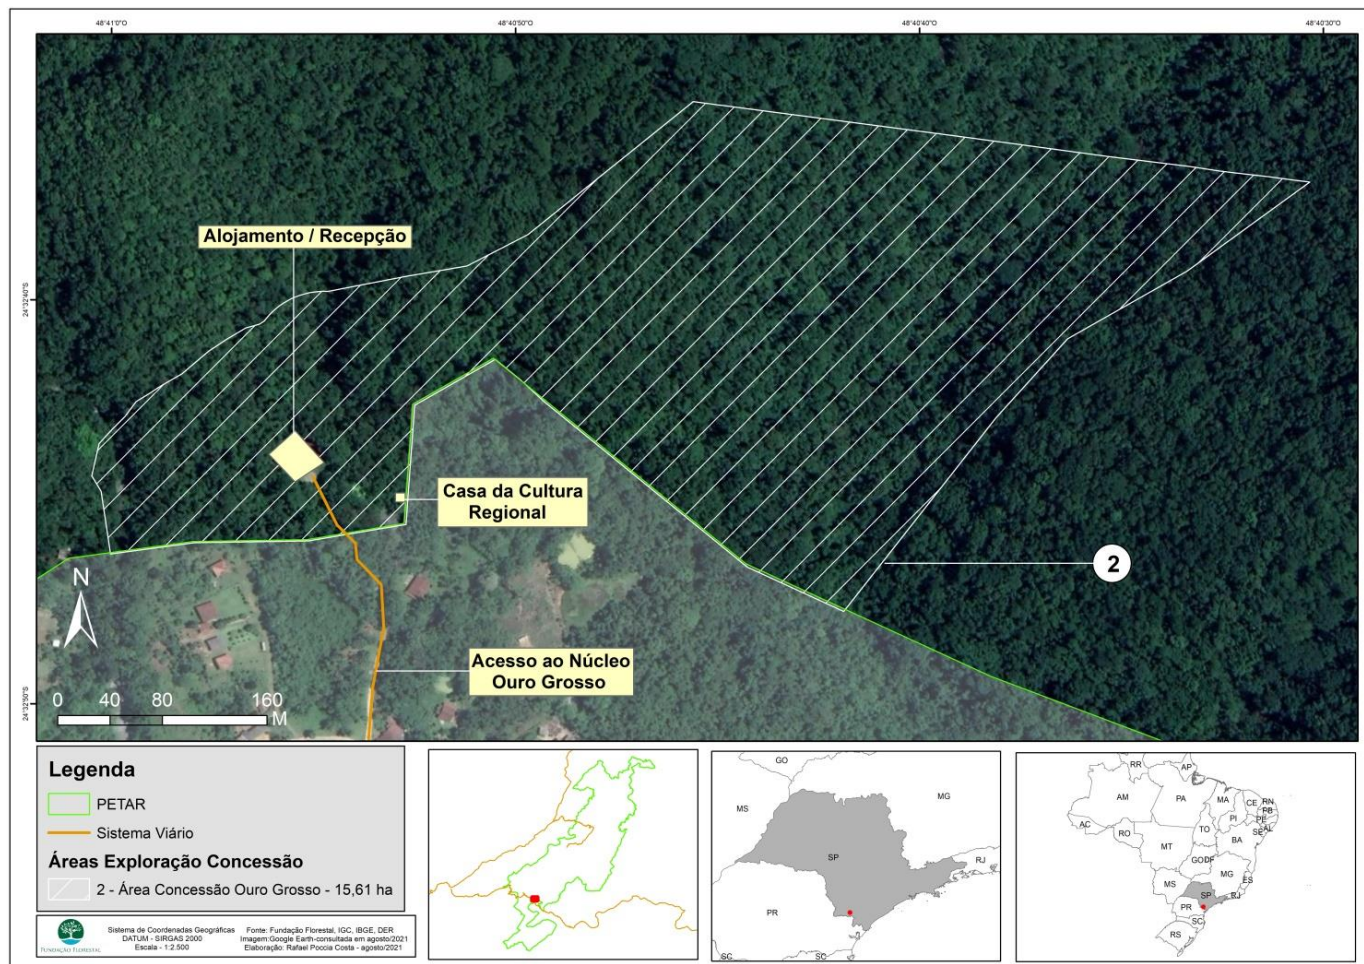 48°41'0"O
48°40'50"O
48°40'40"O
48°40'30"O
24°32'40"S
24°32'50"S
Alojamento / Recepção
Casa da Cultura
Regional
2
Acesso ao Núcleo
Ouro Grosso
N
0 40 80 160
M
Legenda
PETAR
Sistema Viário
Áreas Exploração Concessão
2 - Área Concessão Ouro Grosso - 15,61 ha
FUNDAÇÃO FLORESTAL
Sistema de Coordenadas Geográficas
DATUM - SIRGAS 2000
Escala - 1:2.500
Fonte: Fundação Florestal, IGC, IBGE, DER
Imagem:Google Earth-consultada em agosto/2021
Elaboração: Rafael Poccia Costa - agosto/2021
GO
MS
MG
SP
RJ
PR
SC
SC
RR
AP
AM
PA
MA
CE
RN
PB
PE
AL
SE
PI
AC
RO
TO
BA
MT
GO
DF
MG
ES
MS
SP
RJ
PR
SC
RS